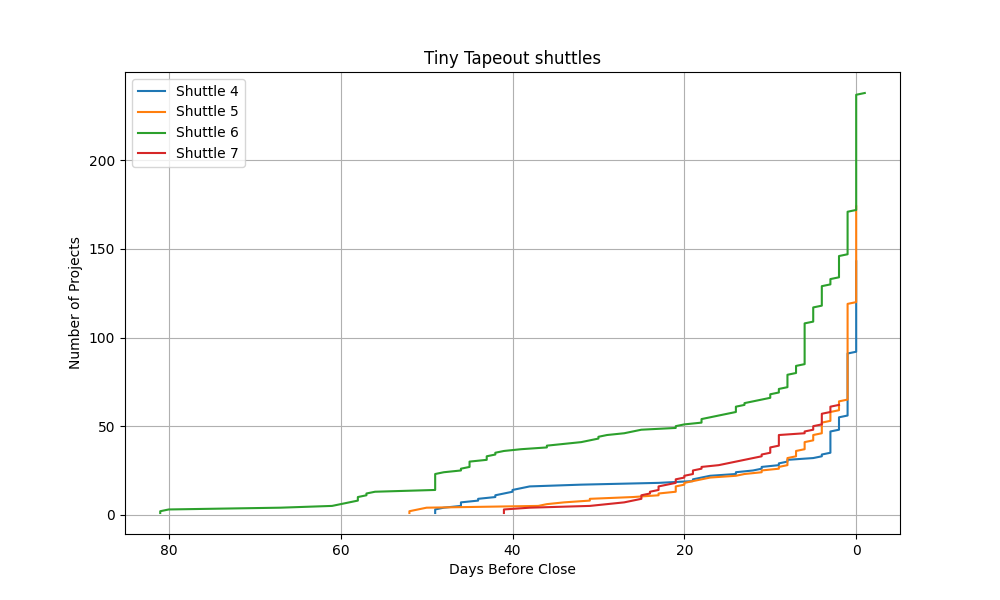 Tiny Tapeout shuttles
Shuttle 4
Shuttle 5
Shuttle 6
Shuttle 7
200
150
100
50
0
Number of Projects
80 60 40 20 0
Days Before Close